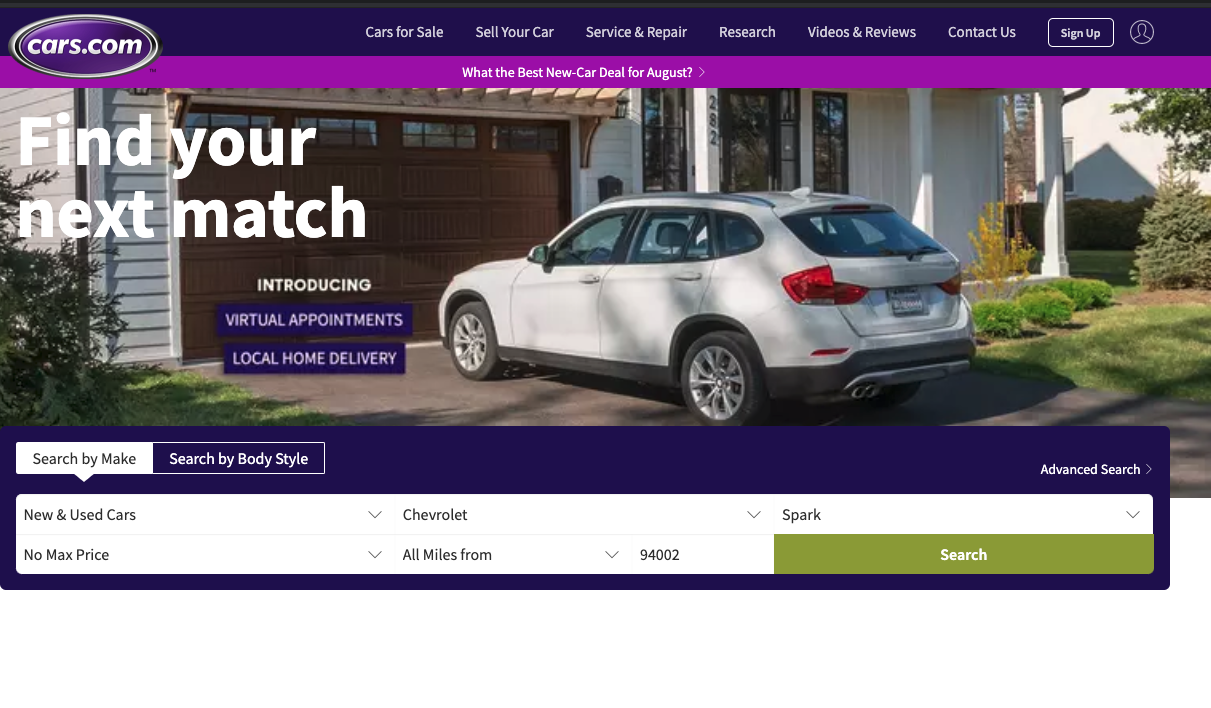 cars.com
Cars for Sale
Sell Your Car
Service & Repair
Research
Videos & Reviews
Contact Us
Sign Up
What the Best New-Car Deal for August?
Find your
next match
282
INTRODUCING
VIRTUAL APPOINTMENTS
LOCAL HOME DELIVERY
Search by Make
Search by Body Style
Advanced Search
New & Used Cars
Chevrolet
Spark
No Max Price
All Miles from
94002
Search